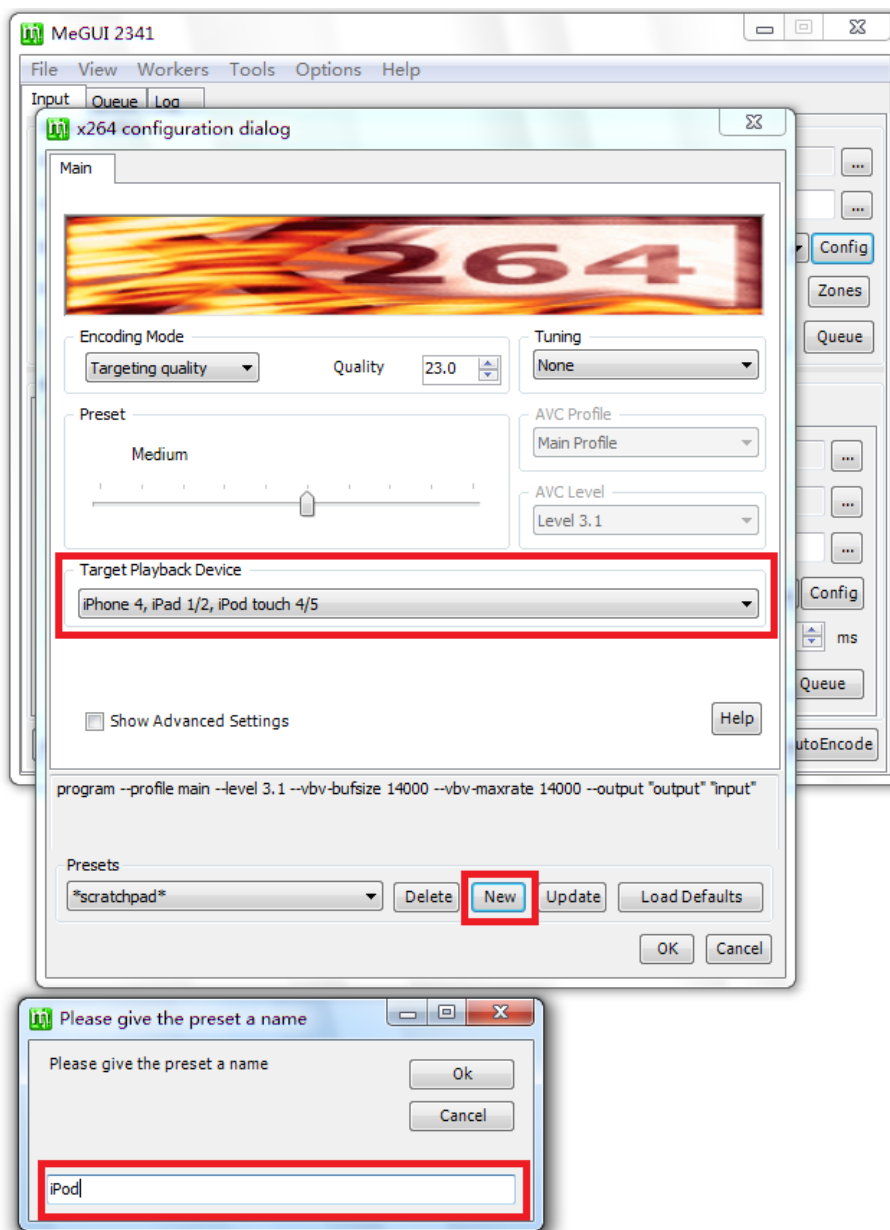 MeGUI 2341
File View Workers Tools Options Help
Input Queue Log
x264 configuration dialog
Main
...
...
264
Config
Zones
Encoding Mode
Tuning
Queue
Targeting quality Quality 23.0 None
Preset
AVC Profile
Medium
Main Profile
...
AVC Level
...
Level 3.1
...
Target Playback Device
Config
iPhone 4, iPad 1/2, iPod touch 4/5
ms
Queue
Show Advanced Settings Help
utoEncode
program --profile main --level 3.1 --vbv-bufsize 14000 --vbv-maxrate 14000 --output "output" "input"
Presets
*scratchpad* Delete New Update Load Defaults
OK Cancel
Please give the preset a name
Please give the preset a name
Ok
Cancel
iPod